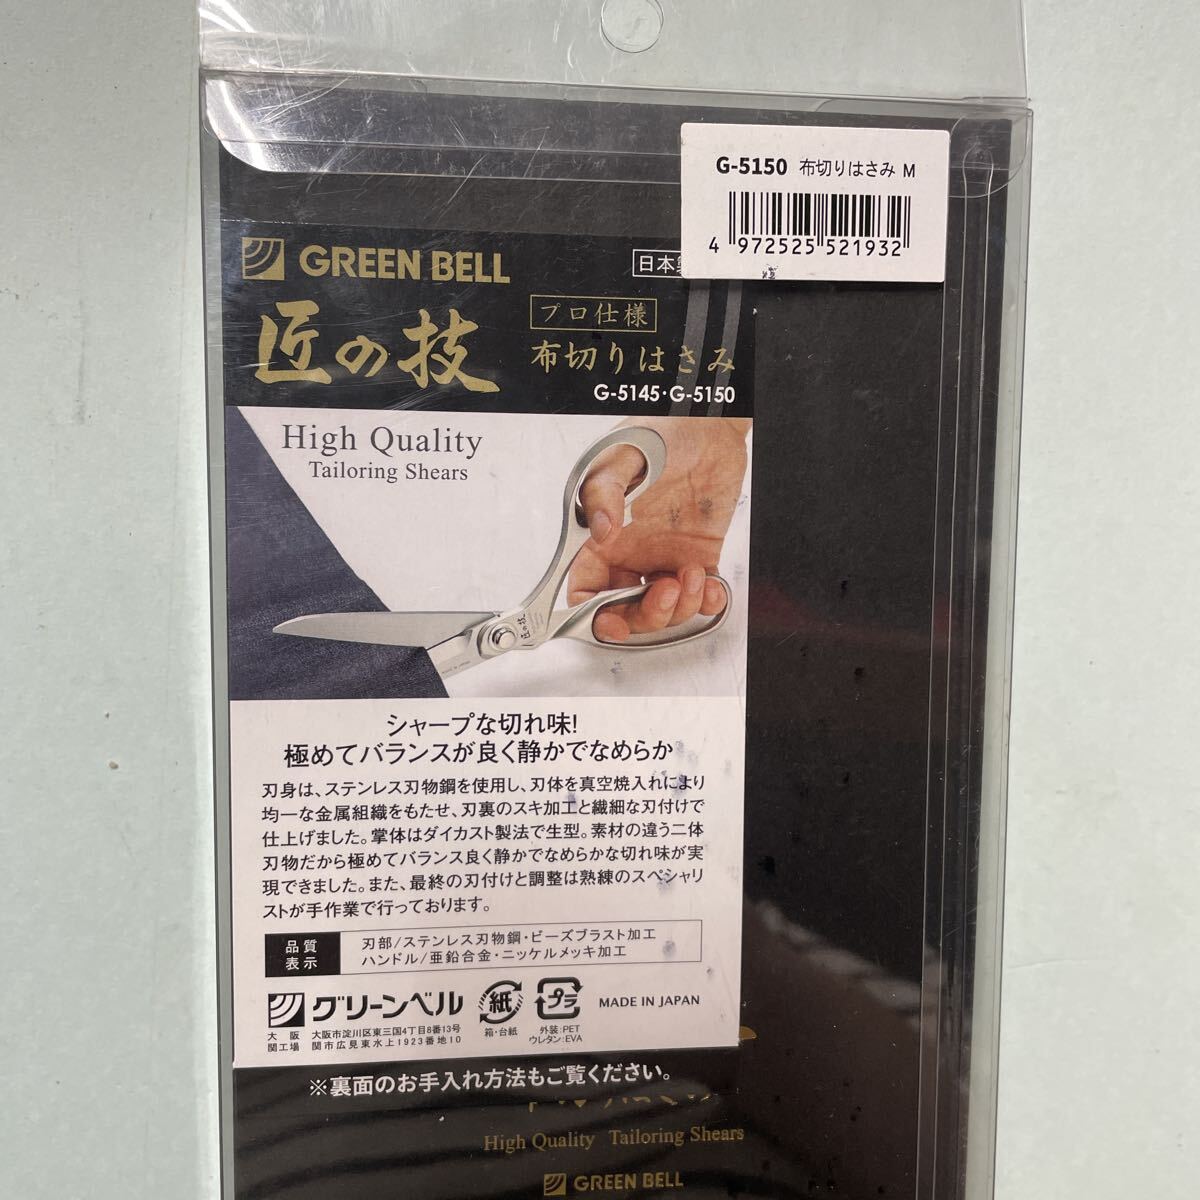 G-5150 布切りはさみ M
4 972525 521932
GREEN BELL
日本製
匠の技
プロ仕様
布切りはさみ
G-5145・G-5150
High Quality
Tailoring Shears
匠の技
シャープな切れ味!
極めてバランスが良く静かでなめらか
刃身は、ステンレス刃物鋼を使用し、刃体を真空焼入れにより
均一な金属組織をもたせ、刃裏のスキ加工と繊細な刃付けで
仕上げました。掌体はダイカスト製法で生型。素材の違う二体
刃物だから極めてバランス良く静かでなめらかな切れ味が実
現できました。また、最終の刃付けと調整は熟練のスペシャリ
ストが手作業で行っております。
品質
表示
刃部/ステンレス刃物鋼・ビーズブラスト加工
ハンドル/亜鉛合金・ニッケルメッキ加工
グリーンベル
大阪 大阪市淀川区東三国4丁目8番13号
関工場 関市広見東水上1923番地10
紙
箱・台紙
プラ
外装:PET
ウレタン:EVA
MADE IN JAPAN
※裏面のお手入れ方法もご覧ください。
High Quality Tailoring Shears
GREEN BELL